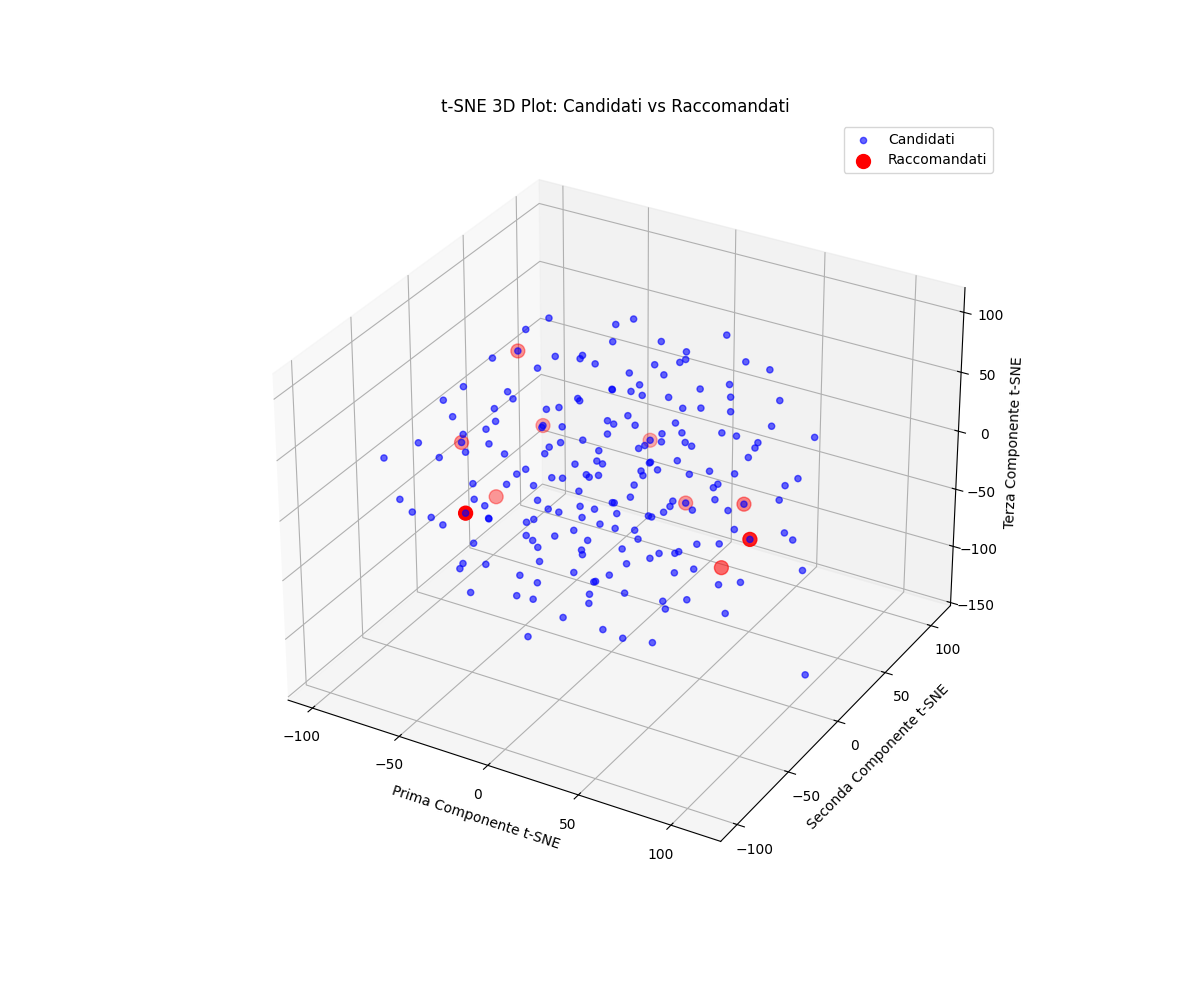 t-SNE 3D Plot: Candidati vs Raccomandati
Candidati
Raccomandati
100
50
0
−50
−100
−150
Terza Componente t-SNE
100
50
0
−50
−100
Seconda Componente t-SNE
−100
−50
0
50
100
Prima Componente t-SNE